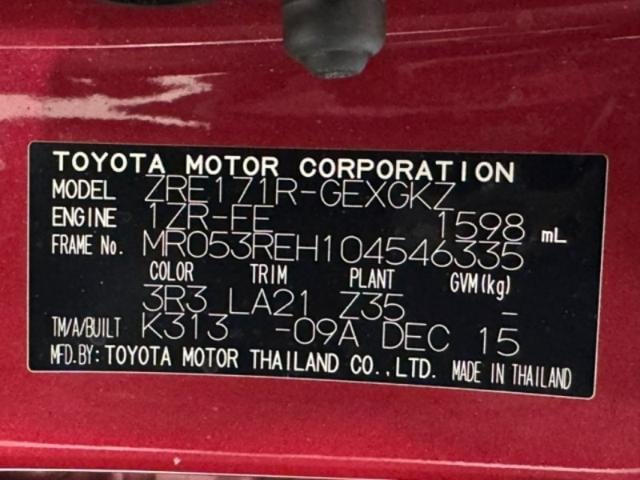 TOYOTA MOTOR CORPORATION
MODEL ZRE171R-GEXGKZ
ENGINE 1ZR-FE 1598 mL
FRAME No. MR053REH104546335
COLOR TRIM PLANT GVM(kg)
3R3 LA21 Z35 -
TM/A/BUILT K313 -09A DEC 15
MFD.BY: TOYOTA MOTOR THAILAND CO.,LTD. MADE IN THAILAND